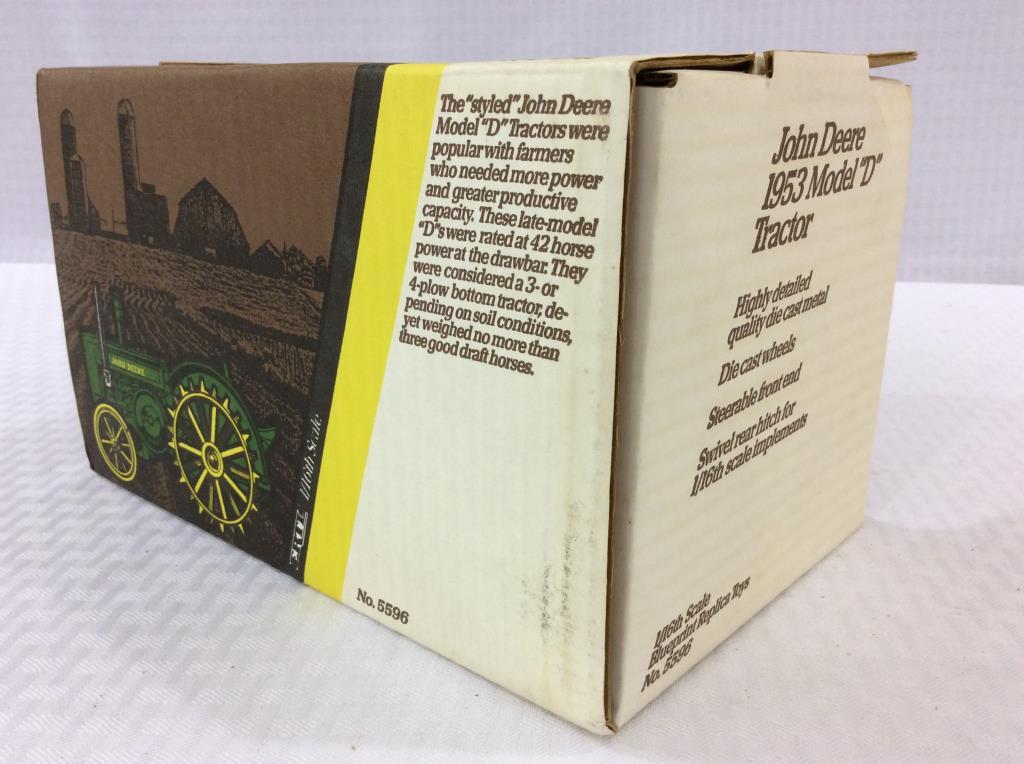 The "styled" John Deere
Model "D" Tractors were
popular with farmers
who needed more power
and greater productive
capacity. These late-model
"D"s were rated at 42 horse
power at the drawbar. They
were considered a 3- or
4-plow bottom tractor, de-
pending on soil conditions,
yet weighed no more than
three good draft horses.
No. 5596
JOHN DEERE
1/16th Scale
John Deere
1953 Model "D"
Tractor
Highly detailed
quality die cast metal
Die cast wheels
Steerable front end
Swivel rear hitch for
1/16th scale implements
1/16th Scale
Blueprint Replica Toys
No. 5596